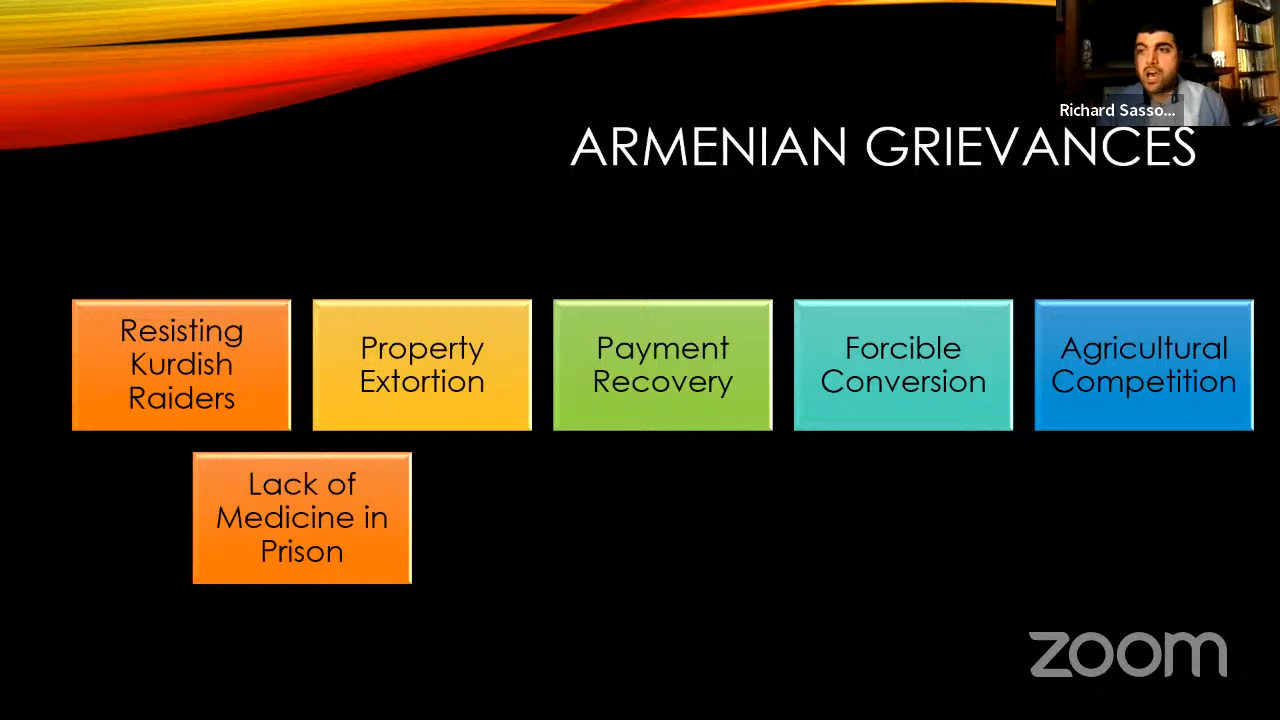 Richard Sasso...
ARMENIAN GRIEVANCES
Resisting
Kurdish
Raiders
Property
Extortion
Payment
Recovery
Forcible
Conversion
Agricultural
Competition
Lack of
Medicine in
Prison
zoom